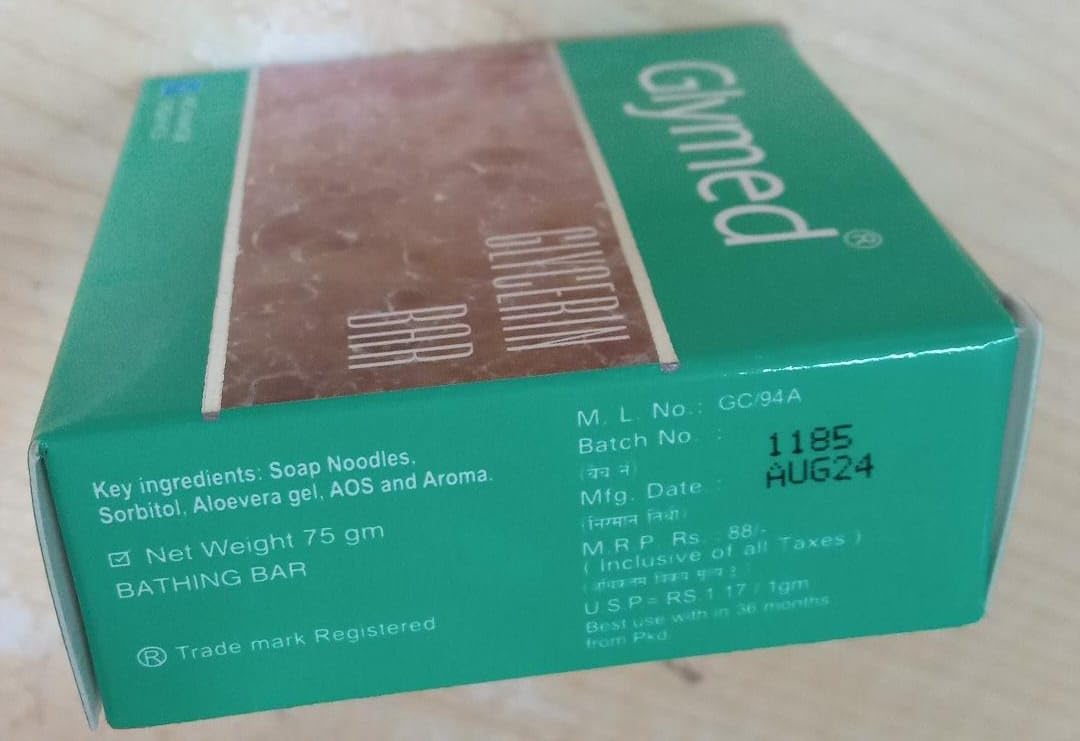 Glymed ®
GLYCERIN
BAR
Key ingredients: Soap Noodles,
Sorbitol, Aloevera gel, AOS and Aroma.
Net Weight 75 gm
BATHING BAR
® Trade mark Registered
M. L. No.: GC/94A
Batch No. : 1185
Mfg. Date : AUG24
M.R.P. Rs. : 88/-
( Inclusive of all Taxes )
U.S.P= RS.1.17 / 1gm
Best use with in 36 months
from Pkd.